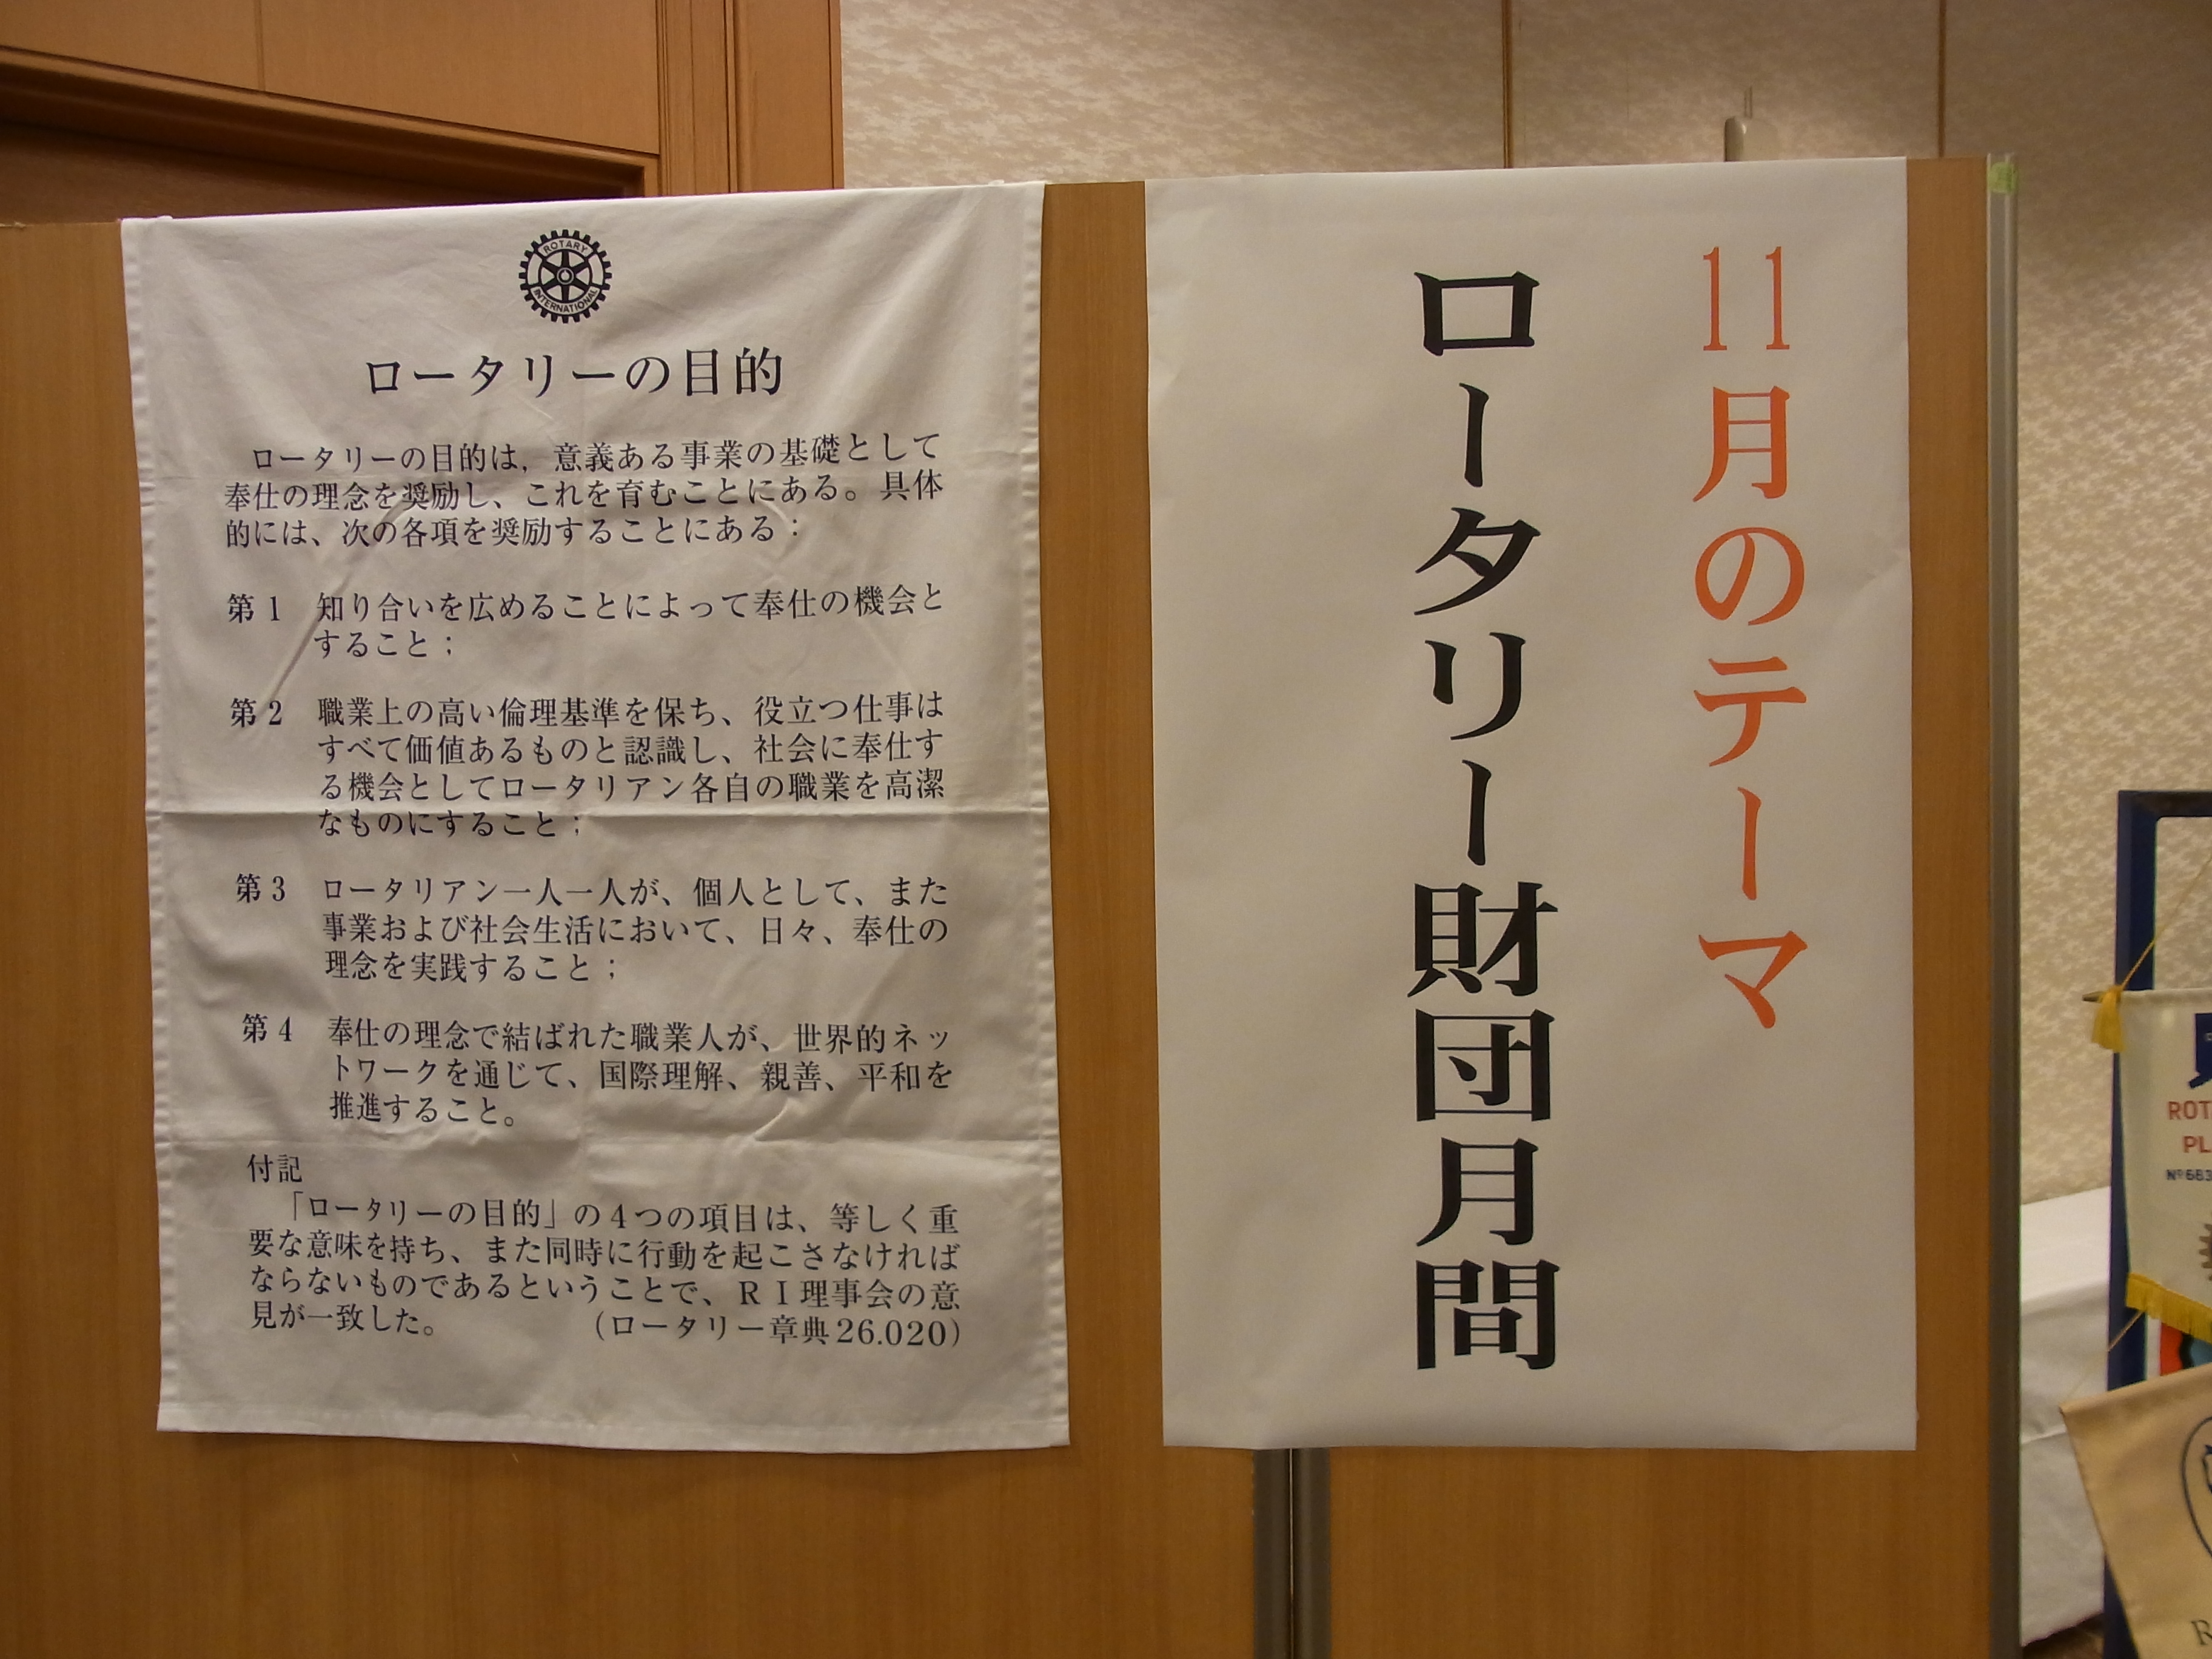 ROTARY
INTERNATIONAL
ロータリーの目的
ロータリーの目的は、意義ある事業の基礎として
奉仕の理念を奨励し、これを育むことにある。具体
的には、次の各項を奨励することにある：
第1 知り合いを広めることによって奉仕の機会と
すること；
第2 職業上の高い倫理基準を保ち、役立つ仕事は
すべて価値あるものと認識し、社会に奉仕す
る機会としてロータリアン各自の職業を高潔
なものにすること；
第3 ロータリアン一人一人が、個人として、また
事業および社会生活において、日々、奉仕の
理念を実践すること；
第4 奉仕の理念で結ばれた職業人が、世界的ネッ
トワークを通じて、国際理解、親善、平和を
推進すること。
付記
「ロータリーの目的」の4つの項目は、等しく重
要な意味を持ち、また同時に行動を起こさなければ
ならないものであるということで、ＲＩ理事会の意
見が一致した。 （ロータリー章典26.020）
11月のテーマ
ロータリー財団月間